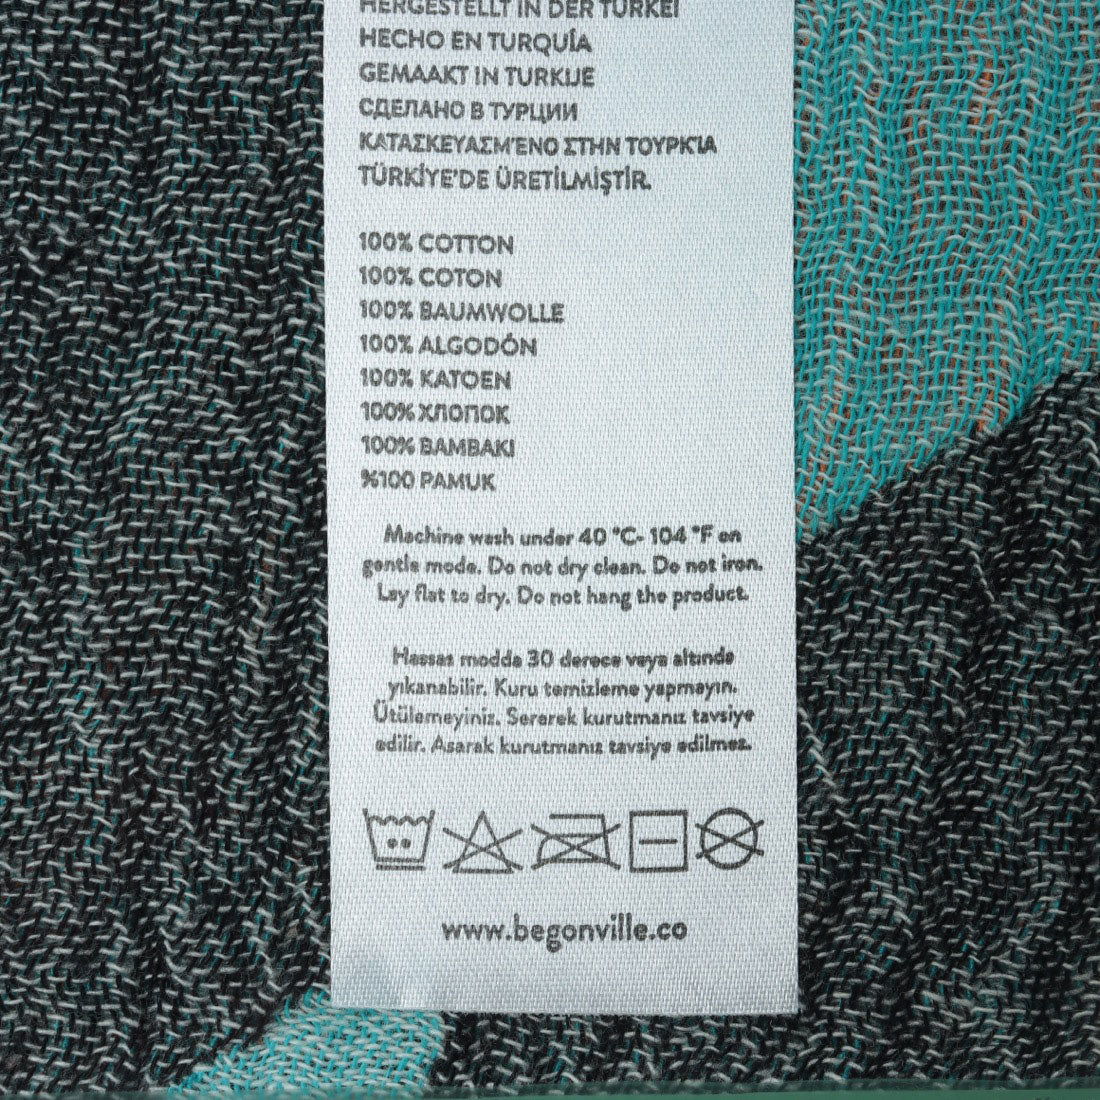 HERGESTELLT IN DER TÜRKEI
HECHO EN TURQUÍA
GEMAAKT IN TURKIJE
СДЕЛАНО В ТУРЦИИ
ΚΑΤΑΣΚΕΥΑΣΜΈΝΟ ΣΤΗΝ ΤΟΥΡΚΊΑ
TÜRKİYE'DE ÜRETİLMİŞTİR.
100% COTTON
100% COTON
100% BAUMWOLLE
100% ALGODÓN
100% KATOEN
100% ХЛОПОК
100% BAMBAKI
%100 PAMUK
Machine wash under 40 °C- 104 °F on
gentle mode. Do not dry clean. Do not iron.
Lay flat to dry. Do not hang the product.
Hassas modda 30 derece veya altında
yıkanabilir. Kuru temizleme yapmayın.
Ütülemeyiniz. Sererek kurutmanız tavsiye
edilir. Asarak kurutmanız tavsiye edilmez.
www.begonville.co